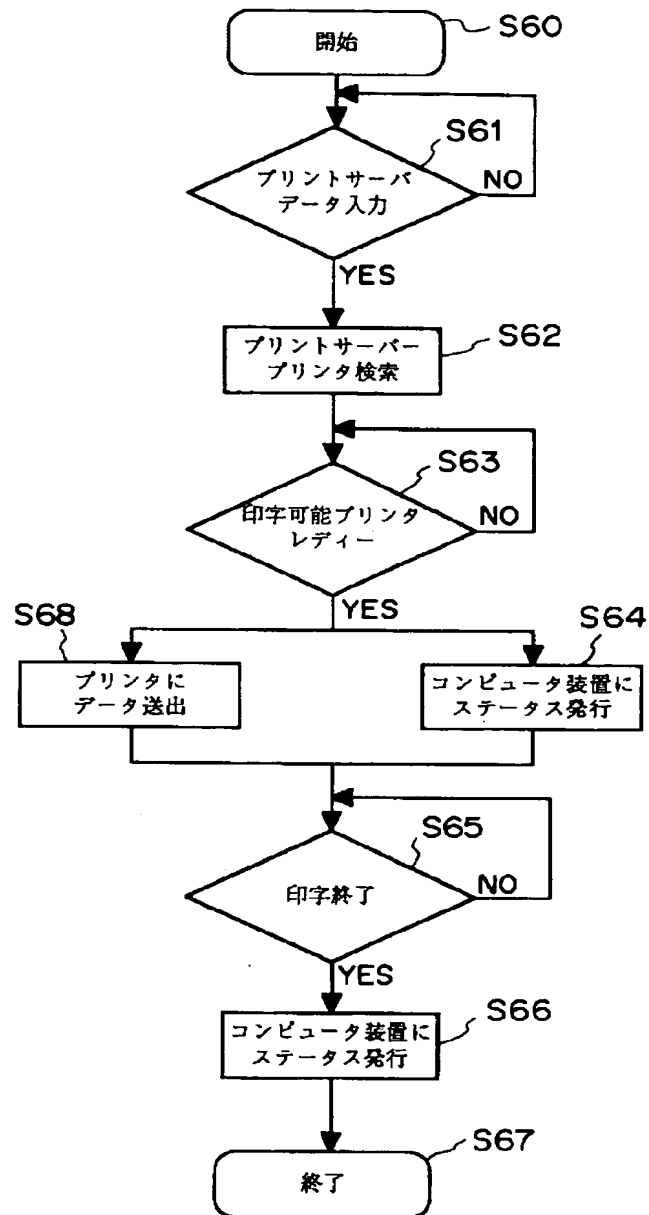 開始
S60
S61
プリントサーバ
データ入力
NO
YES
プリントサーバー
プリンタ検索
S62
S63
印字可能プリンタ
レディー
NO
YES
S68
プリンタに
データ送出
S64
コンピュータ装置に
ステータス発行
S65
印字終了
NO
YES
S66
コンピュータ装置に
ステータス発行
S67
終了